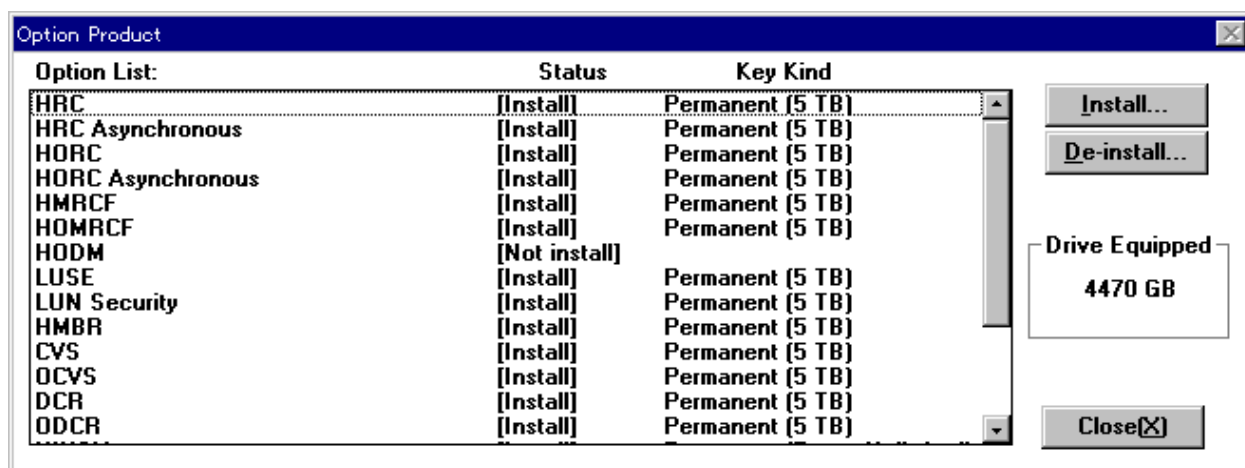 Option Product
Option List: Status Key Kind
HRC [Install] Permanent (5 TB)
HRC Asynchronous [Install] Permanent (5 TB)
HORC [Install] Permanent (5 TB)
HORC Asynchronous [Install] Permanent (5 TB)
HMRCF [Install] Permanent (5 TB)
HOMRCF [Install] Permanent (5 TB)
HODM [Not install]
LUSE [Install] Permanent (5 TB)
LUN Security [Install] Permanent (5 TB)
HMBR [Install] Permanent (5 TB)
CVS [Install] Permanent (5 TB)
OCVS [Install] Permanent (5 TB)
DCR [Install] Permanent (5 TB)
ODCR [Install] Permanent (5 TB)
Install...
De-install...
Drive Equipped
4470 GB
Close(X)